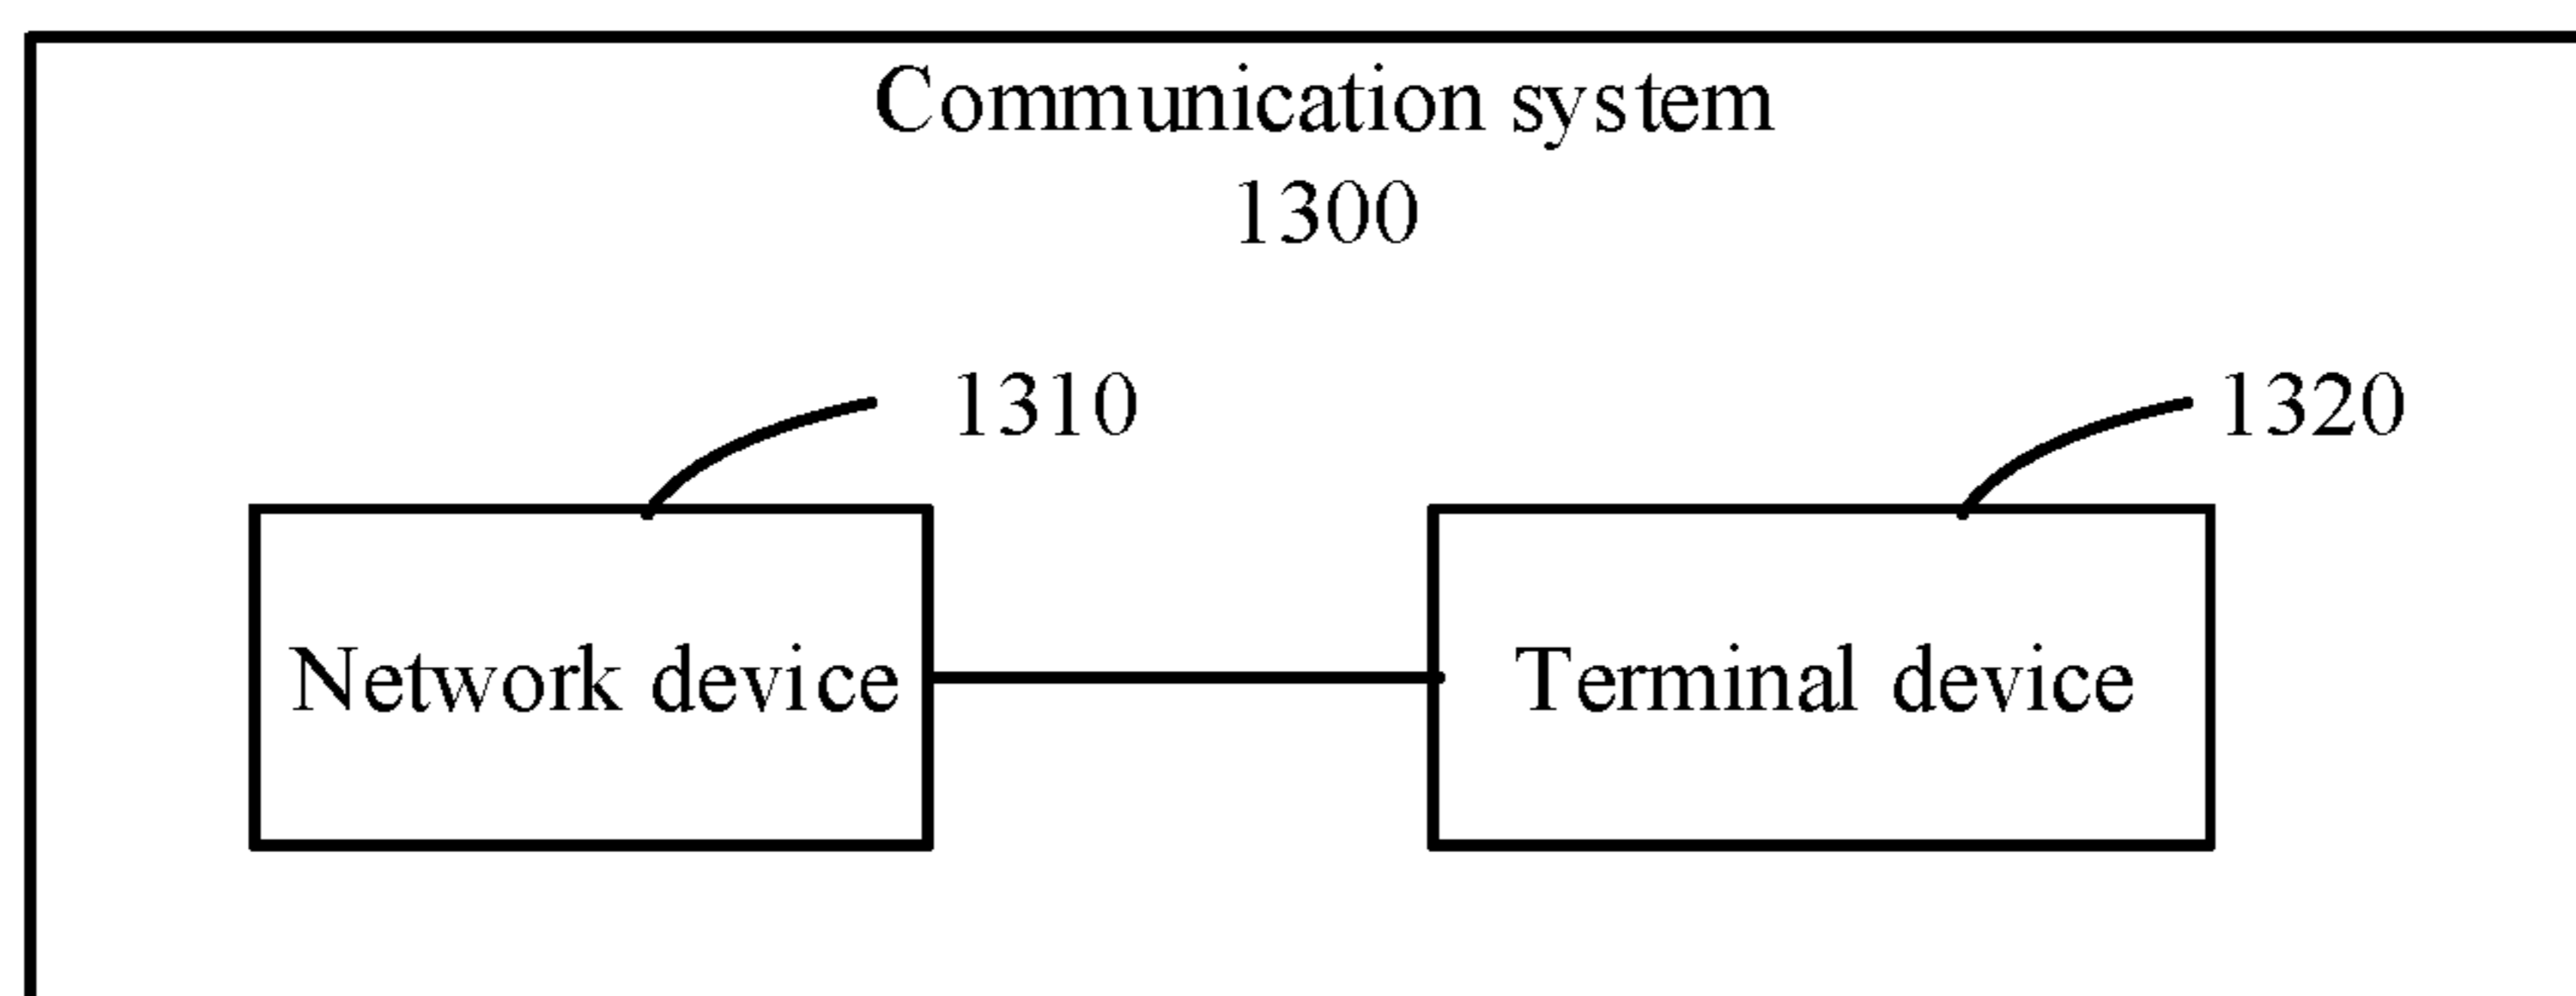 Communication system
1300
1310
1320
Network device
Terminal device